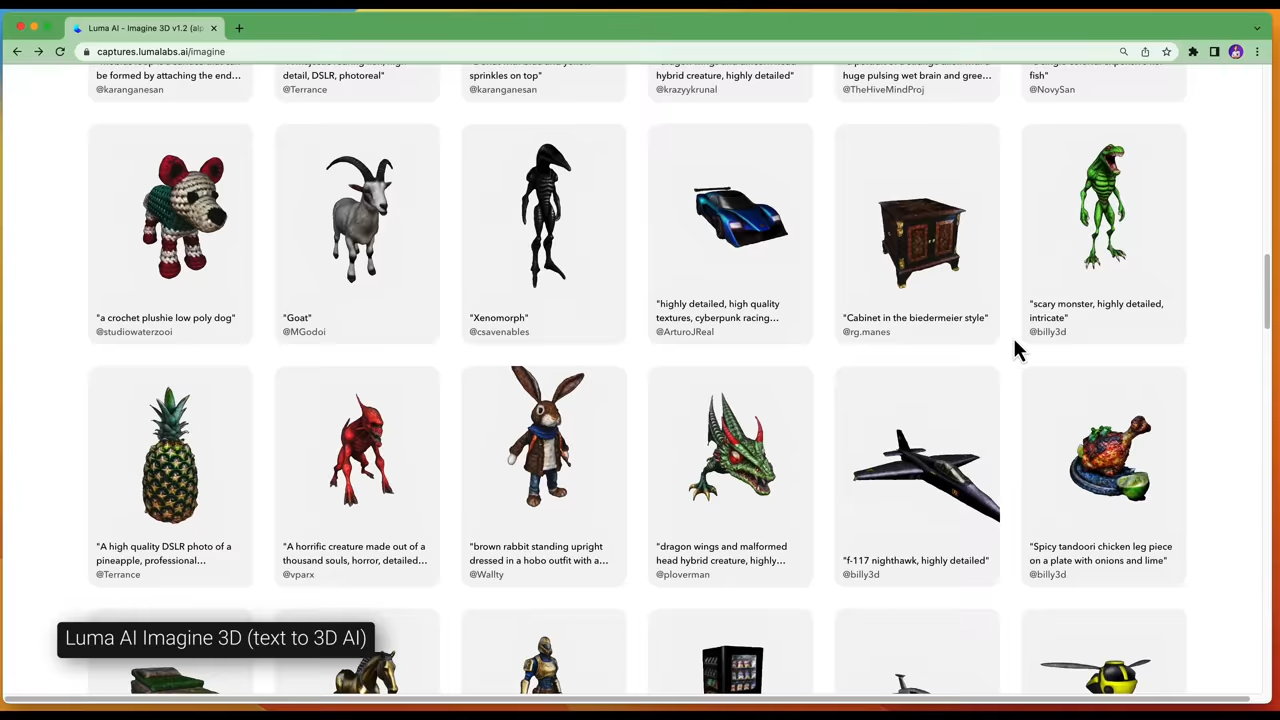 Luma AI - Imagine 3D v1.2 (alp
captures.lumalabs.ai/imagine
be formed by attaching the end...
@karanganesan
detail, DSLR, photoreal"
@Terrance
sprinkles on top"
@karanganesan
hybrid creature, highly detailed"
@krazyykrunal
huge pulsing wet brain and gree...
@TheHiveMindProj
fish"
@NovySan
"a crochet plushie low poly dog"
@studiowaterzooi
"Goat"
@MGodoi
"Xenomorph"
@csavenables
"highly detailed, high quality
textures, cyberpunk racing...
@ArturoJReal
"Cabinet in the biedermeier style"
@rg.manes
"scary monster, highly detailed,
intricate"
@billy3d
"A high quality DSLR photo of a
pineapple, professional...
@Terrance
"A horrific creature made out of a
thousand souls, horror, detailed...
@vparx
"brown rabbit standing upright
dressed in a hobo outfit with a...
@Wallty
"dragon wings and malformed
head hybrid creature, highly...
@ploverman
"f-117 nighthawk, highly detailed"
@billy3d
"Spicy tandoori chicken leg piece
on a plate with onions and lime"
@billy3d
Luma AI Imagine 3D (text to 3D AI)